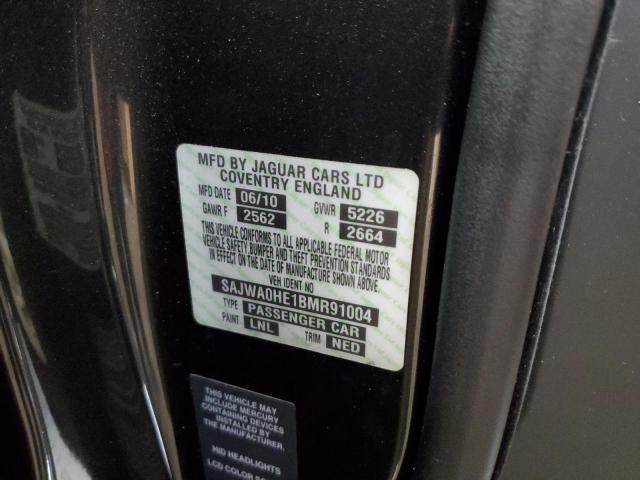 MFD BY JAGUAR CARS LTD
COVENTRY ENGLAND
MFD DATE 06/10 GVWR 5226
GAWR F 2562 R 2664
THIS VEHICLE CONFORMS TO ALL APPLICABLE FEDERAL MOTOR
VEHICLE SAFETY BUMPER AND THEFT PREVENTION STANDARDS
IN EFFECT ON THE DATE OF MANUFACTURE SHOWN ABOVE.
VEH IDENT NO
SAJWA0HE1BMR91004
TYPE PASSENGER CAR
PAINT LNL TRIM NED
THIS VEHICLE MAY
INCLUDE MERCURY
CONTAINING DEVICES
INSTALLED BY
THE MANUFACTURER.
HID HEADLIGHTS
LCD COLOR